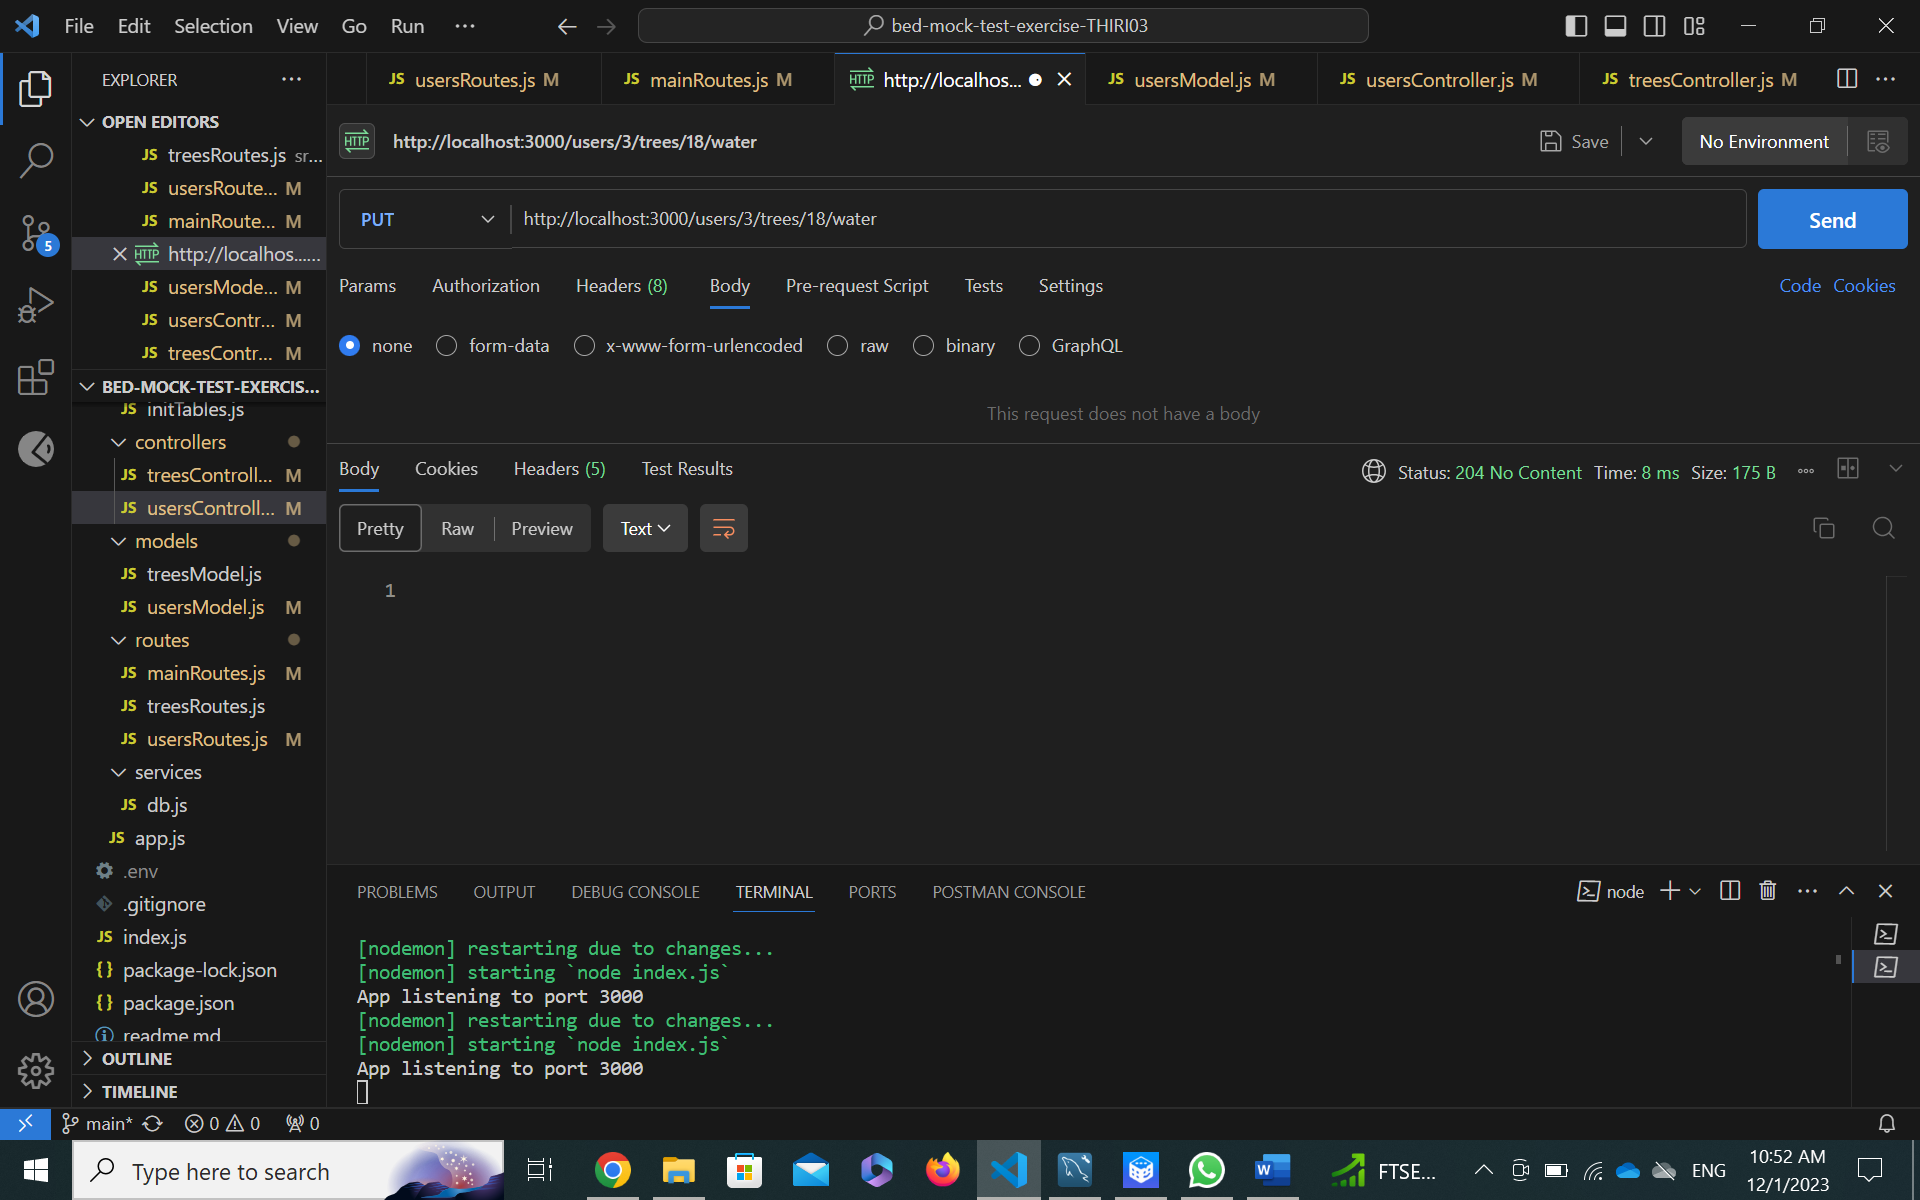 File Edit Selection View Go Run ···
bed-mock-test-exercise-THIRI03
EXPLORER
OPEN EDITORS
JS treesRoutes.js sr...
JS usersRoute... M
JS mainRoute... M
HTTP http://localhos......
JS usersMode... M
JS usersContr... M
JS treesContr... M
BED-MOCK-TEST-EXERCIS...
JS initTables.js
controllers
JS treesControll... M
JS usersControll... M
models
JS treesModel.js
JS usersModel.js M
routes
JS mainRoutes.js M
JS treesRoutes.js
JS usersRoutes.js M
services
JS db.js
JS app.js
.env
.gitignore
JS index.js
{} package-lock.json
{} package.json
readme.md
OUTLINE
TIMELINE
5
JS usersRoutes.js M
JS mainRoutes.js M
HTTP http://localhos...
JS usersModel.js M
JS usersController.js M
JS treesController.js M
HTTP http://localhost:3000/users/3/trees/18/water
Save
No Environment
PUT http://localhost:3000/users/3/trees/18/water
Send
Params Authorization Headers (8) Body Pre-request Script Tests Settings
Code Cookies
none form-data x-www-form-urlencoded raw binary GraphQL
This request does not have a body
Body Cookies Headers (5) Test Results
Status: 204 No Content Time: 8 ms Size: 175 B
Pretty Raw Preview Text
1
PROBLEMS OUTPUT DEBUG CONSOLE TERMINAL PORTS POSTMAN CONSOLE
node
[nodemon] restarting due to changes...
[nodemon] starting `node index.js`
App listening to port 3000
[nodemon] restarting due to changes...
[nodemon] starting `node index.js`
App listening to port 3000
main* 0 0 0
Type here to search
FTSE...
ENG
10:52 AM
12/1/2023